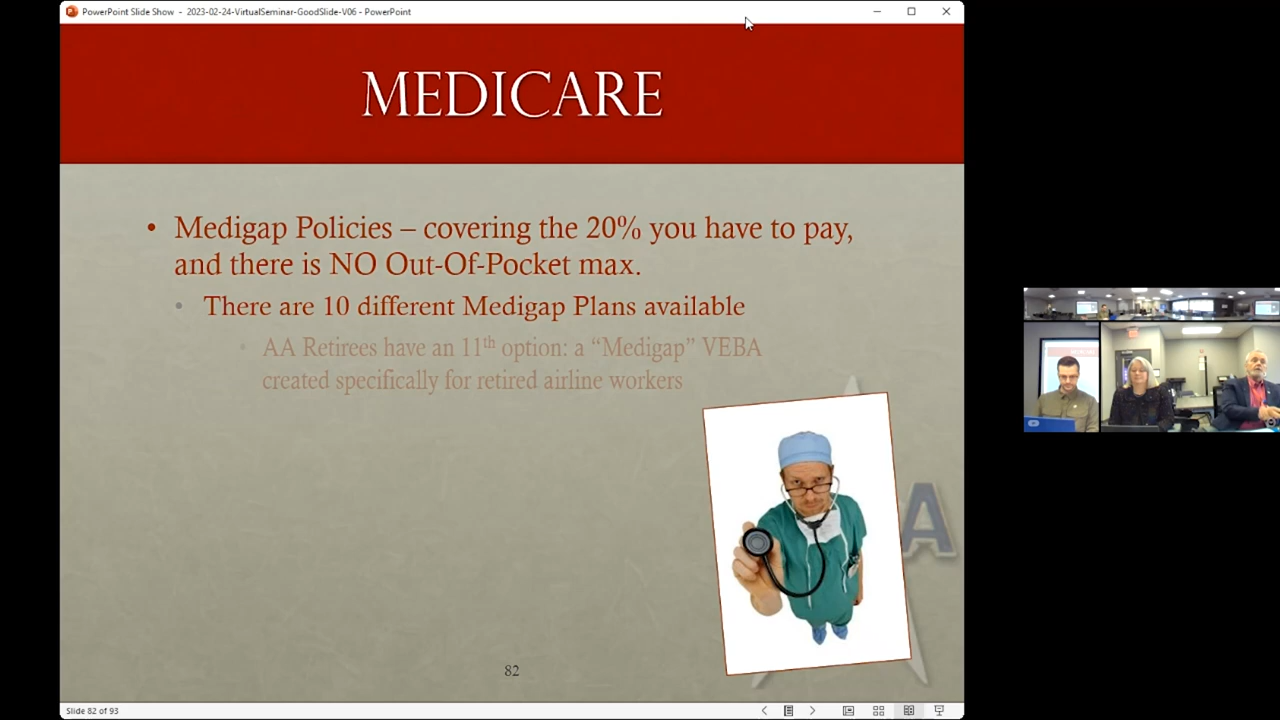 PowerPoint Slide Show - 2023-02-24-VirtualSeminar-GoodSlide-V06 - PowerPoint
MEDICARE
• Medigap Policies – covering the 20% you have to pay,
and there is NO Out-Of-Pocket max.
• There are 10 different Medigap Plans available
• AA Retirees have an 11th option: a “Medigap” VEBA
created specifically for retired airline workers
A
82
Slide 82 of 93